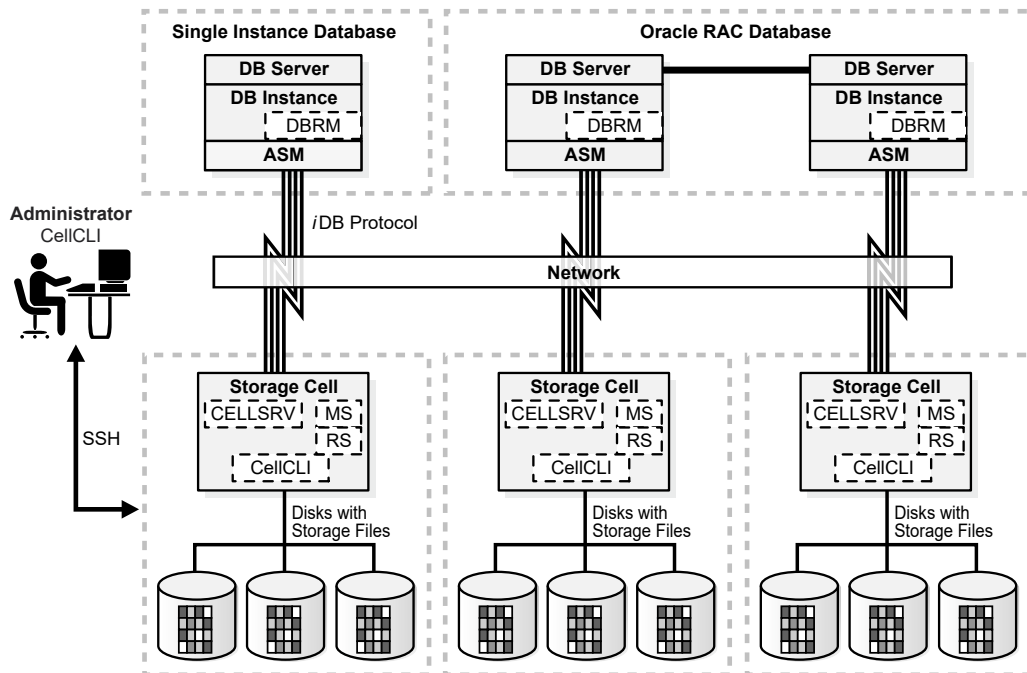 Single Instance Database
Oracle RAC Database
DB Server
DB Instance
DBRM
ASM
DB Server
DB Instance
DBRM
ASM
DB Server
DB Instance
DBRM
ASM
Administrator
CellCLI
iDB Protocol
Network
SSH
Storage Cell
CELLSRV
MS
RS
CellCLI
Disks with
Storage Files
Storage Cell
CELLSRV
MS
RS
CellCLI
Disks with
Storage Files
Storage Cell
CELLSRV
MS
RS
CellCLI
Disks with
Storage Files